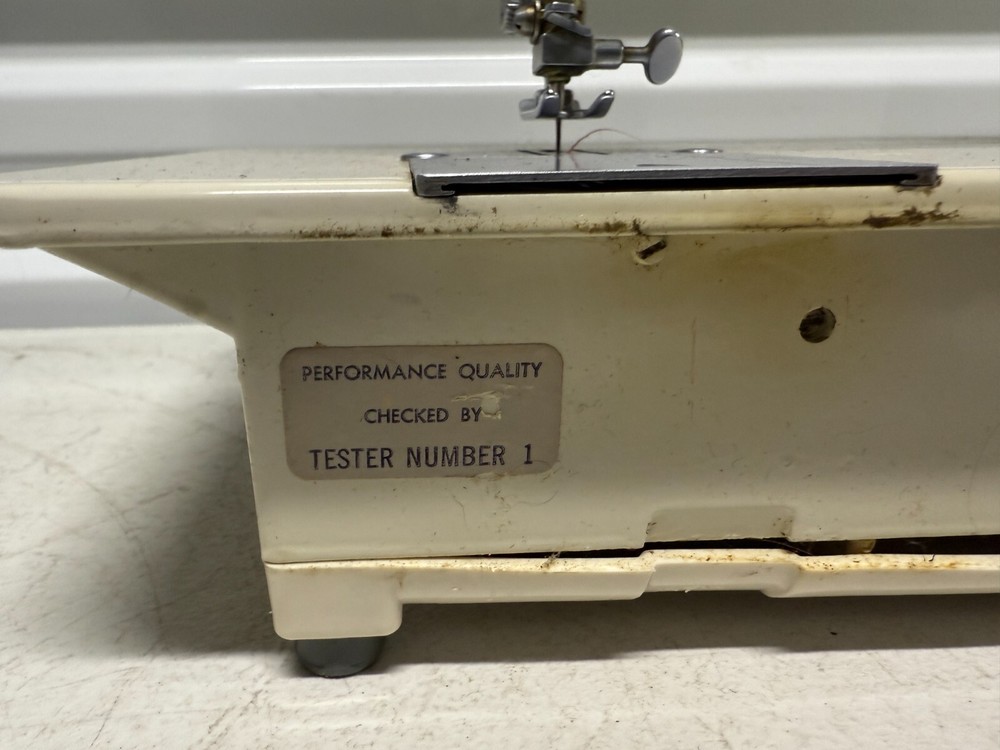 PERFORMANCE QUALITY
CHECKED BY
TESTER NUMBER 1